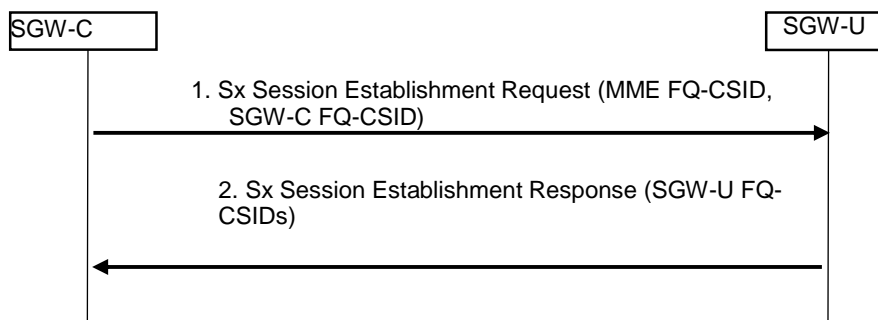 SGW-C
SGW-U
1. Sx Session Establishment Request (MME FQ-CSID,
SGW-C FQ-CSID)
2. Sx Session Establishment Response (SGW-U FQ-
CSIDs)